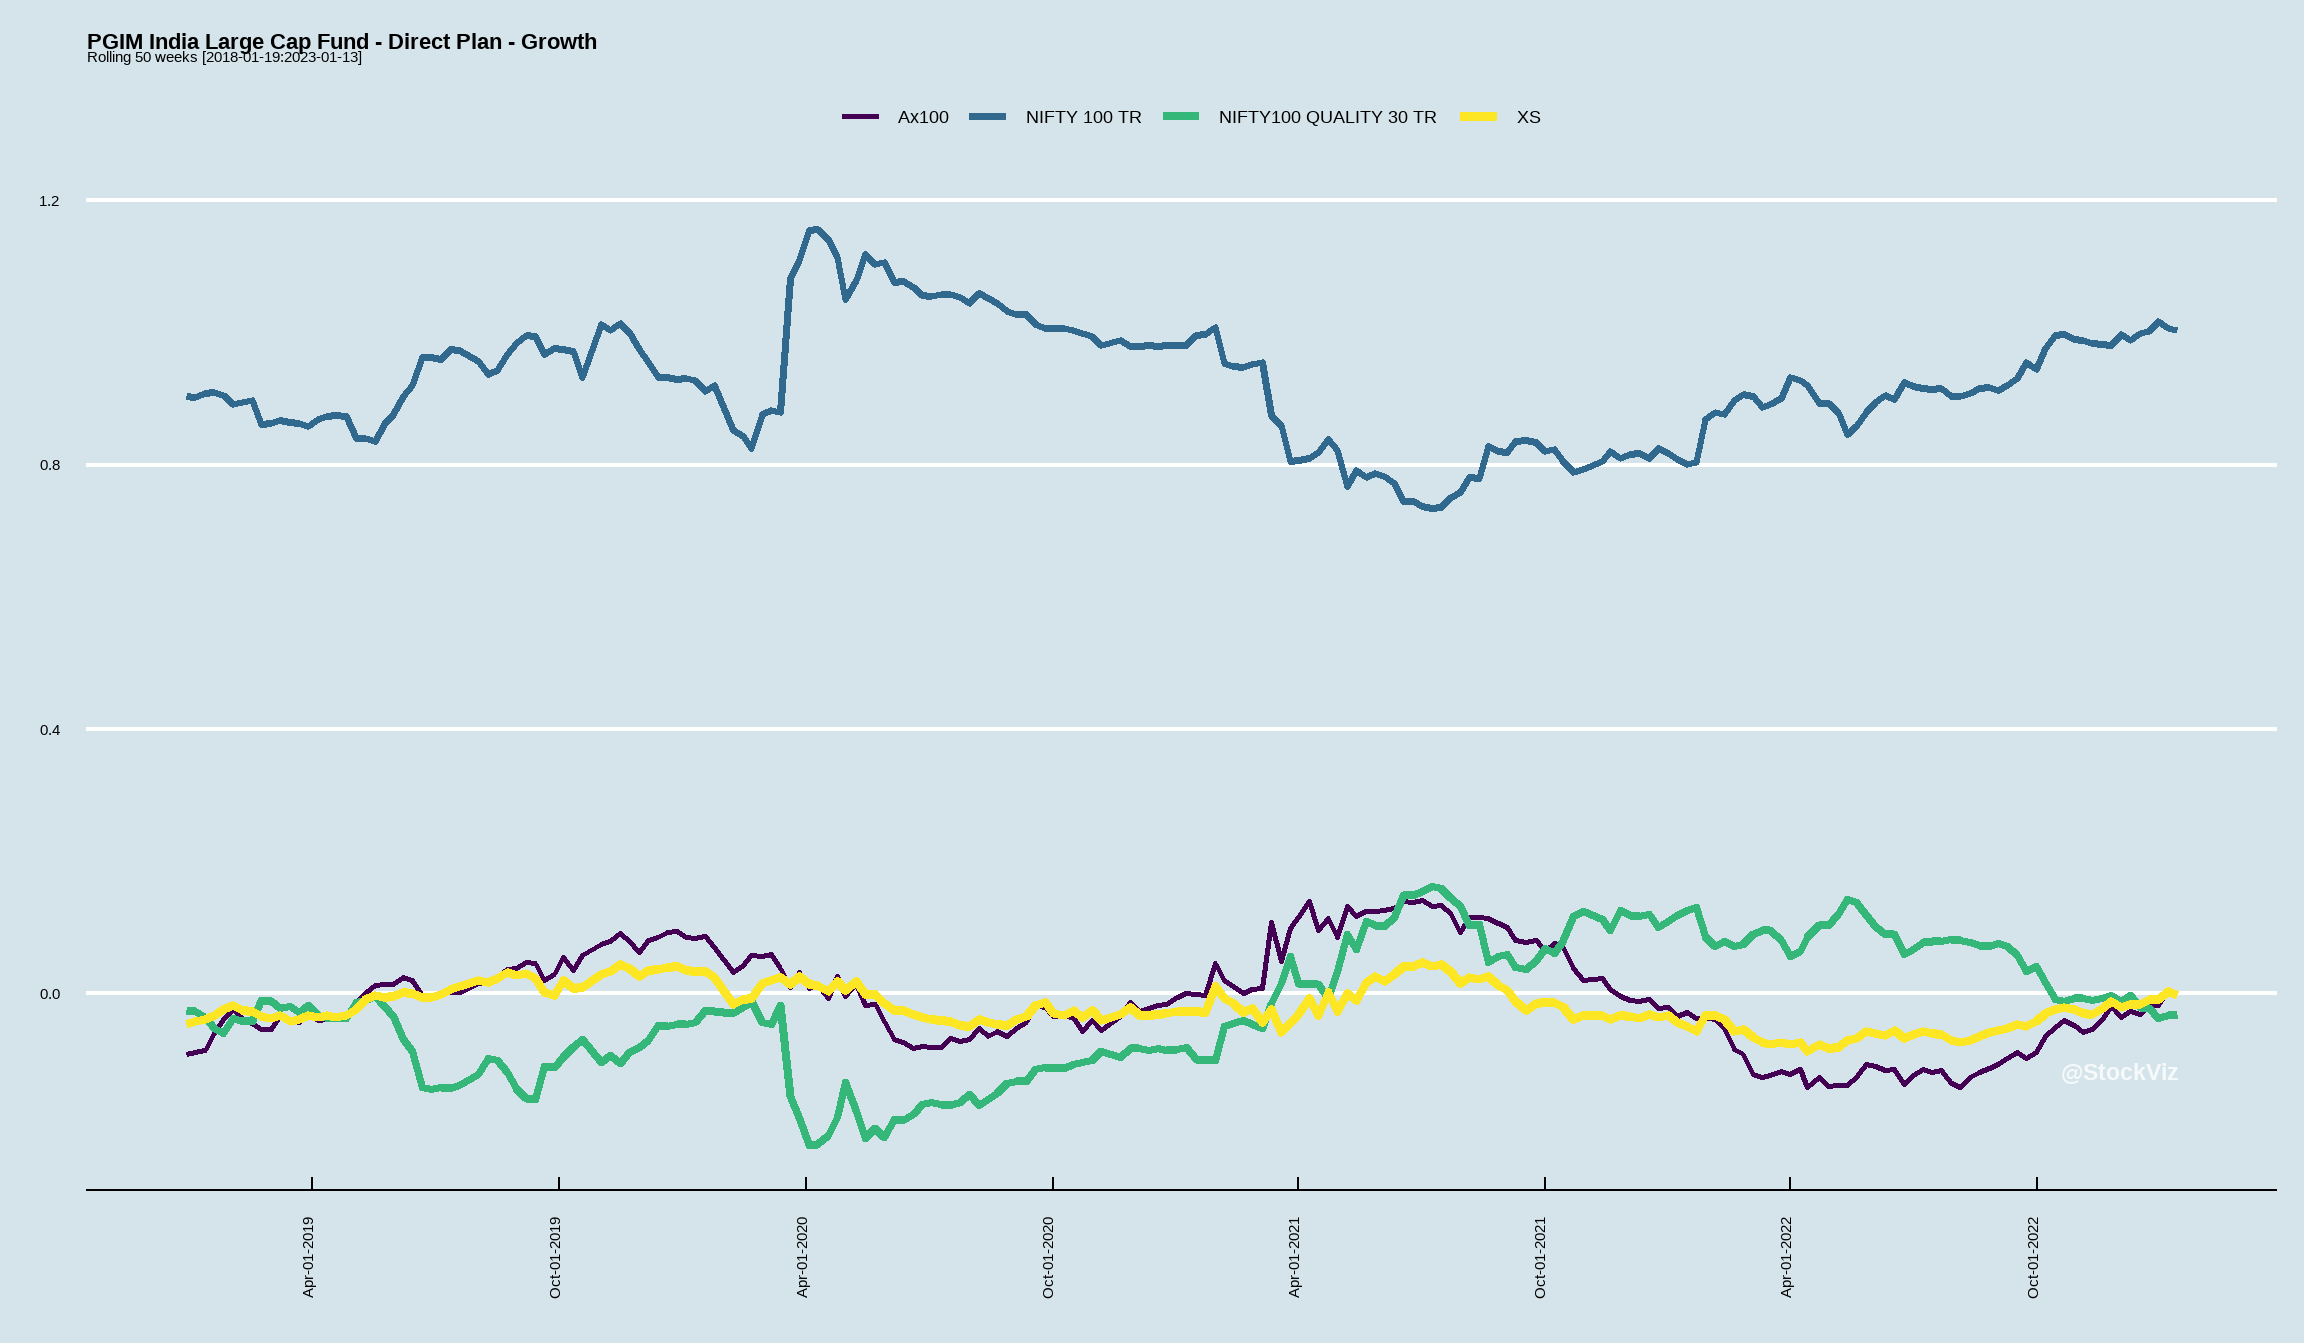 PGIM India Large Cap Fund - Direct Plan - Growth
Rolling 50 weeks [2018-01-19:2023-01-13]
Ax100 NIFTY 100 TR NIFTY100 QUALITY 30 TR XS
1.2
0.8
0.4
0.0
@StockViz
Apr-01-2019
Oct-01-2019
Apr-01-2020
Oct-01-2020
Apr-01-2021
Oct-01-2021
Apr-01-2022
Oct-01-2022